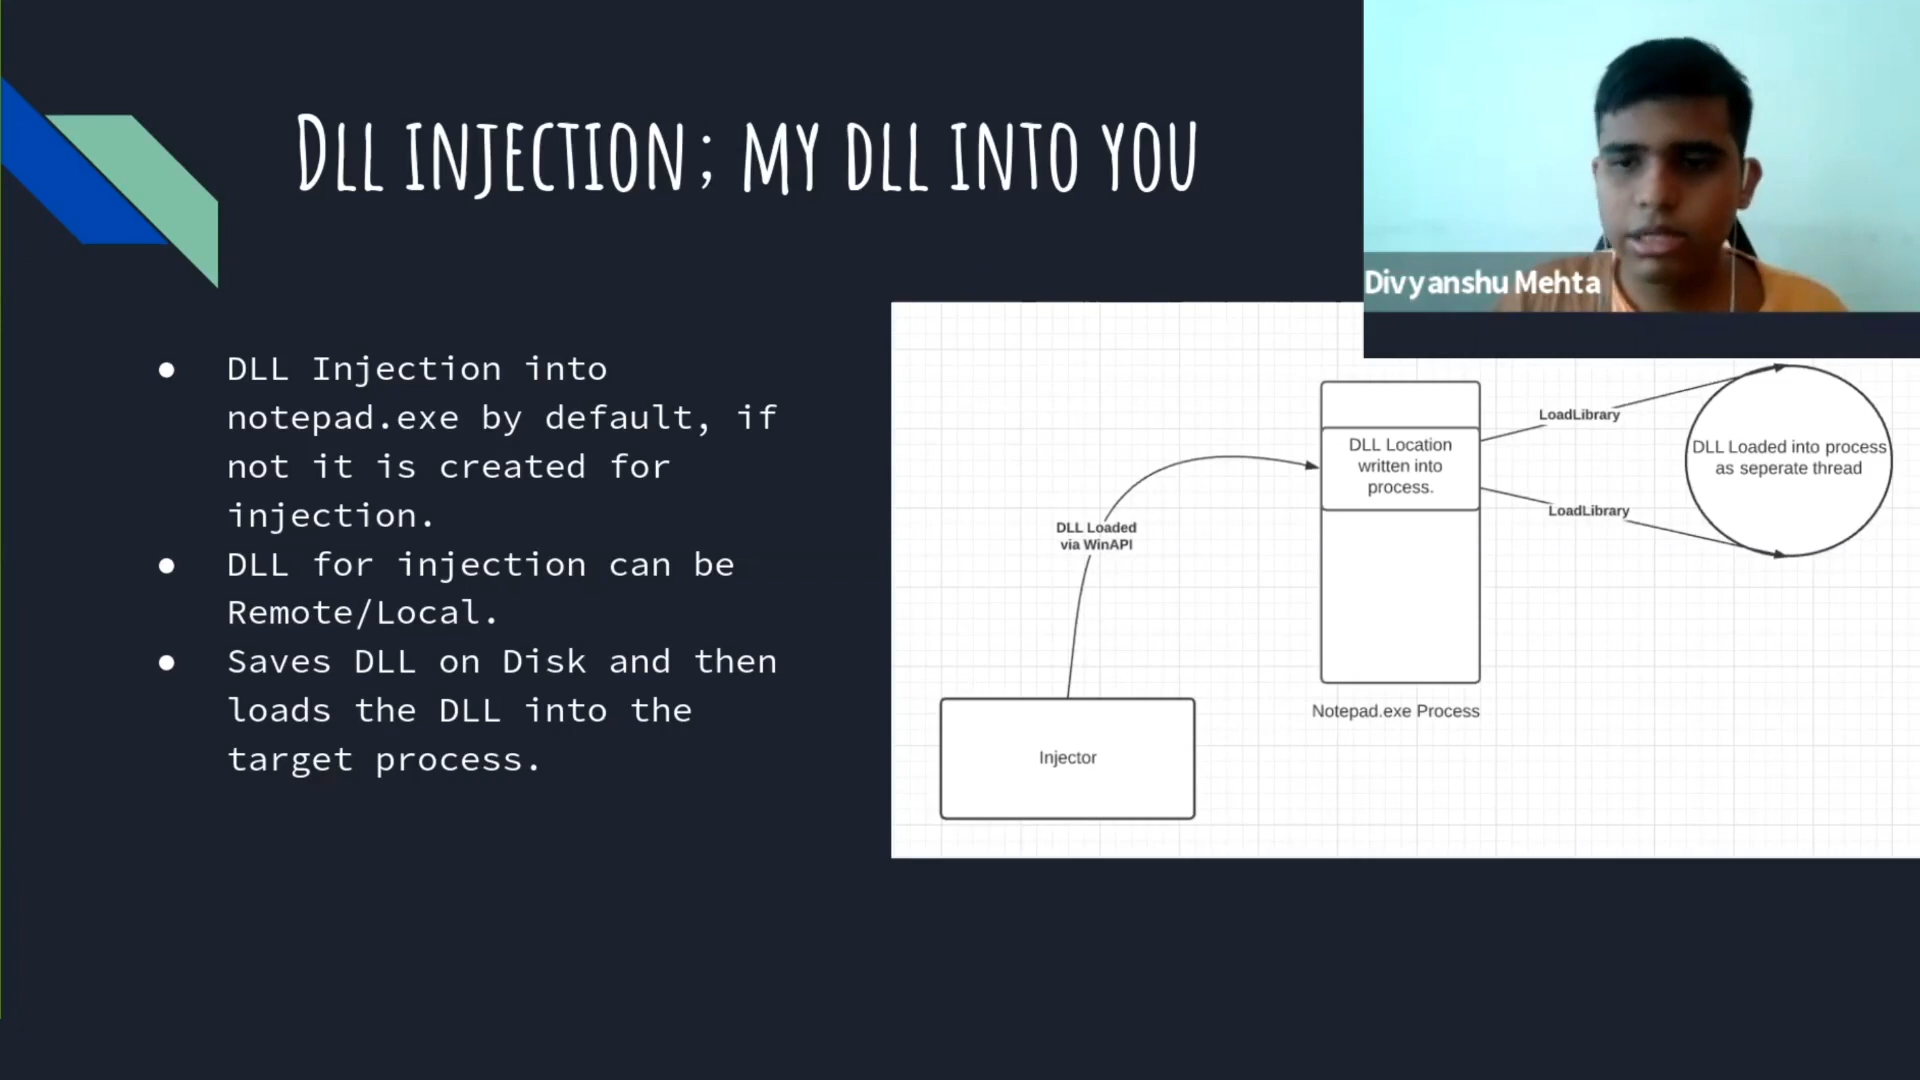 DLL INJECTION; MY DLL INTO YOU
Divyanshu Mehta
● DLL Injection into
notepad.exe by default, if
not it is created for
injection.
● DLL for injection can be
Remote/Local.
● Saves DLL on Disk and then
loads the DLL into the
target process.
DLL Loaded
via WinAPI
Injector
DLL Location
written into
process.
Notepad.exe Process
LoadLibrary
LoadLibrary
DLL Loaded into process
as seperate thread